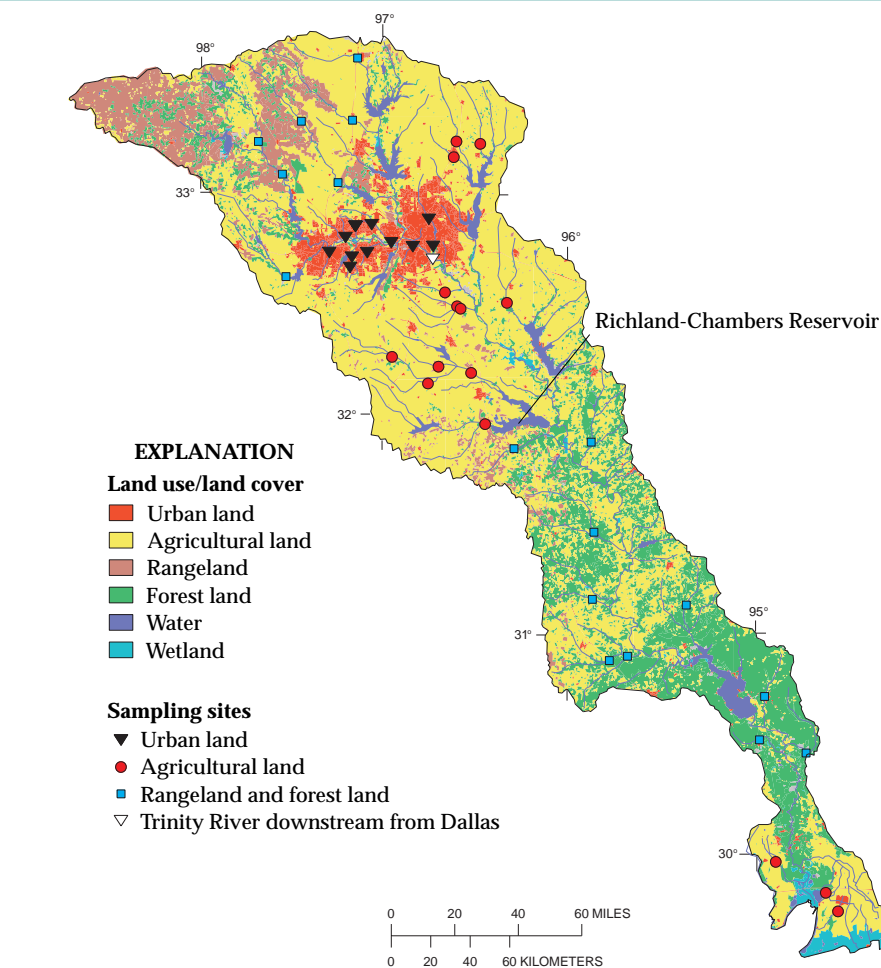 97°
98°
33°
96°
Richland-Chambers Reservoir
32°
EXPLANATION
Land use/land cover
Urban land
Agricultural land
Rangeland
Forest land
Water
Wetland
95°
31°
Sampling sites
Urban land
Agricultural land
Rangeland and forest land
Trinity River downstream from Dallas
30°
0 20 40 60 MILES
0 20 40 60 KILOMETERS